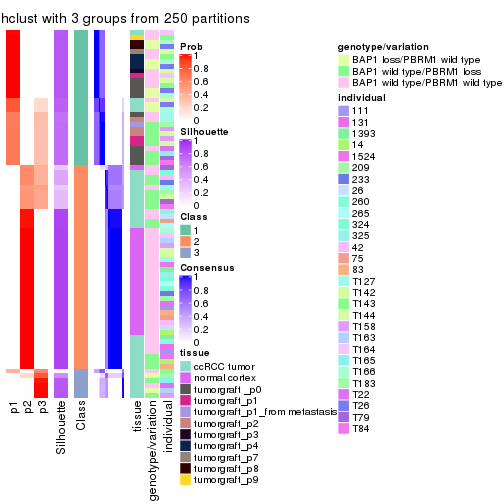 hclust with 3 groups from 250 partitions
Prob
1
0.8
0.6
0.4
0.2
0
Silhouette
1
0.8
0.6
0.4
0.2
0
Class
1
2
3
Consensus
1
0.8
0.6
0.4
0.2
0
tissue
ccRCC tumor
normal cortex
tumorgraft_p0
tumorgraft_p1
tumorgraft_p1_from metastasis
tumorgraft_p2
tumorgraft_p3
tumorgraft_p4
tumorgraft_p7
tumorgraft_p8
tumorgraft_p9
genotype/variation
BAP1 loss/PBRM1 wild type
BAP1 wild type/PBRM1 loss
BAP1 wild type/PBRM1 wild type
individual
111
131
1393
14
1524
209
233
26
260
265
324
325
42
75
83
T127
T142
T143
T144
T158
T163
T164
T165
T166
T183
T22
T26
T79
T84
p1
p2
p3
Silhouette
Class
tissue
genotype/variation
individual